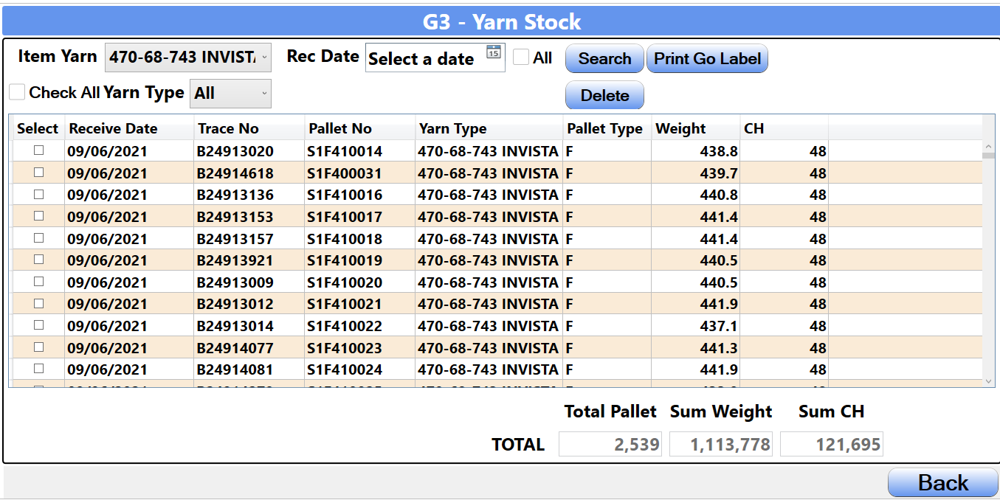 G3 - Yarn Stock
Item Yarn 470-68-743 INVIST Rec Date Select a date 15 All Search Print Go Label
Check All Yarn Type All Delete
Select Receive Date Trace No Pallet No Yarn Type Pallet Type Weight CH
09/06/2021 B24913020 S1F410014 470-68-743 INVISTA F 438.8 48
09/06/2021 B24914618 S1F400031 470-68-743 INVISTA F 439.7 48
09/06/2021 B24913136 S1F410016 470-68-743 INVISTA F 440.8 48
09/06/2021 B24913153 S1F410017 470-68-743 INVISTA F 441.4 48
09/06/2021 B24913157 S1F410018 470-68-743 INVISTA F 441.4 48
09/06/2021 B24913921 S1F410019 470-68-743 INVISTA F 440.5 48
09/06/2021 B24913009 S1F410020 470-68-743 INVISTA F 440.5 48
09/06/2021 B24913012 S1F410021 470-68-743 INVISTA F 441.9 48
09/06/2021 B24913014 S1F410022 470-68-743 INVISTA F 437.1 48
09/06/2021 B24914077 S1F410023 470-68-743 INVISTA F 441.3 48
09/06/2021 B24914081 S1F410024 470-68-743 INVISTA F 441.9 48
Total Pallet Sum Weight Sum CH
TOTAL 2,539 1,113,778 121,695
Back